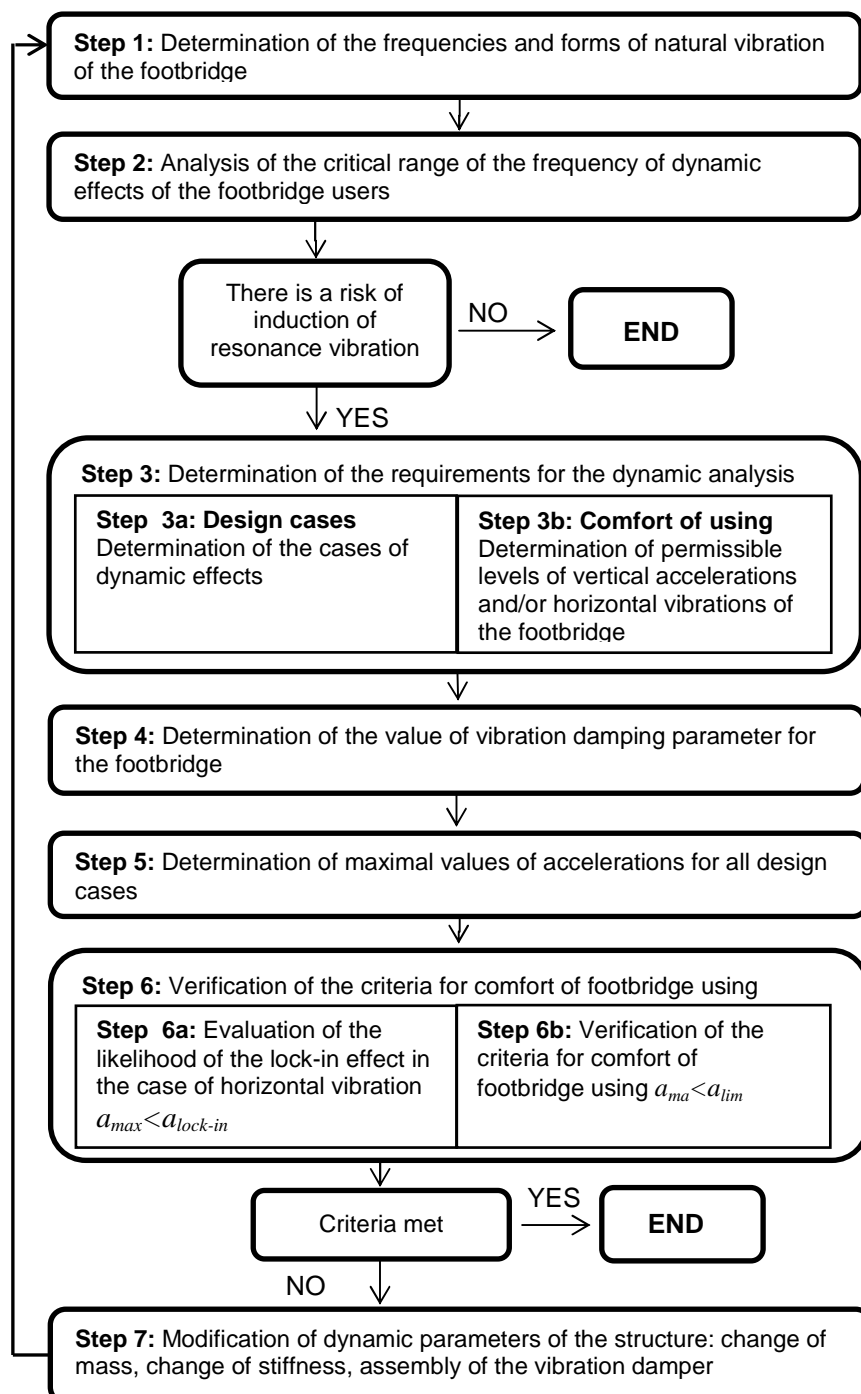 Step 1: Determination of the frequencies and forms of natural vibration
of the footbridge
Step 2: Analysis of the critical range of the frequency of dynamic
effects of the footbridge users
There is a risk of
induction of
resonance vibration
NO
END
YES
Step 3: Determination of the requirements for the dynamic analysis
Step 3a: Design cases
Determination of the cases of
dynamic effects
Step 3b: Comfort of using
Determination of permissible
levels of vertical accelerations
and/or horizontal vibrations of
the footbridge
Step 4: Determination of the value of vibration damping parameter for
the footbridge
Step 5: Determination of maximal values of accelerations for all design
cases
Step 6: Verification of the criteria for comfort of footbridge using
Step 6a: Evaluation of the
likelihood of the lock-in effect in
the case of horizontal vibration
a_max<a_lock-in
Step 6b: Verification of the
criteria for comfort of
footbridge using a_ma<a_lim
Criteria met
YES
END
NO
Step 7: Modification of dynamic parameters of the structure: change of
mass, change of stiffness, assembly of the vibration damper